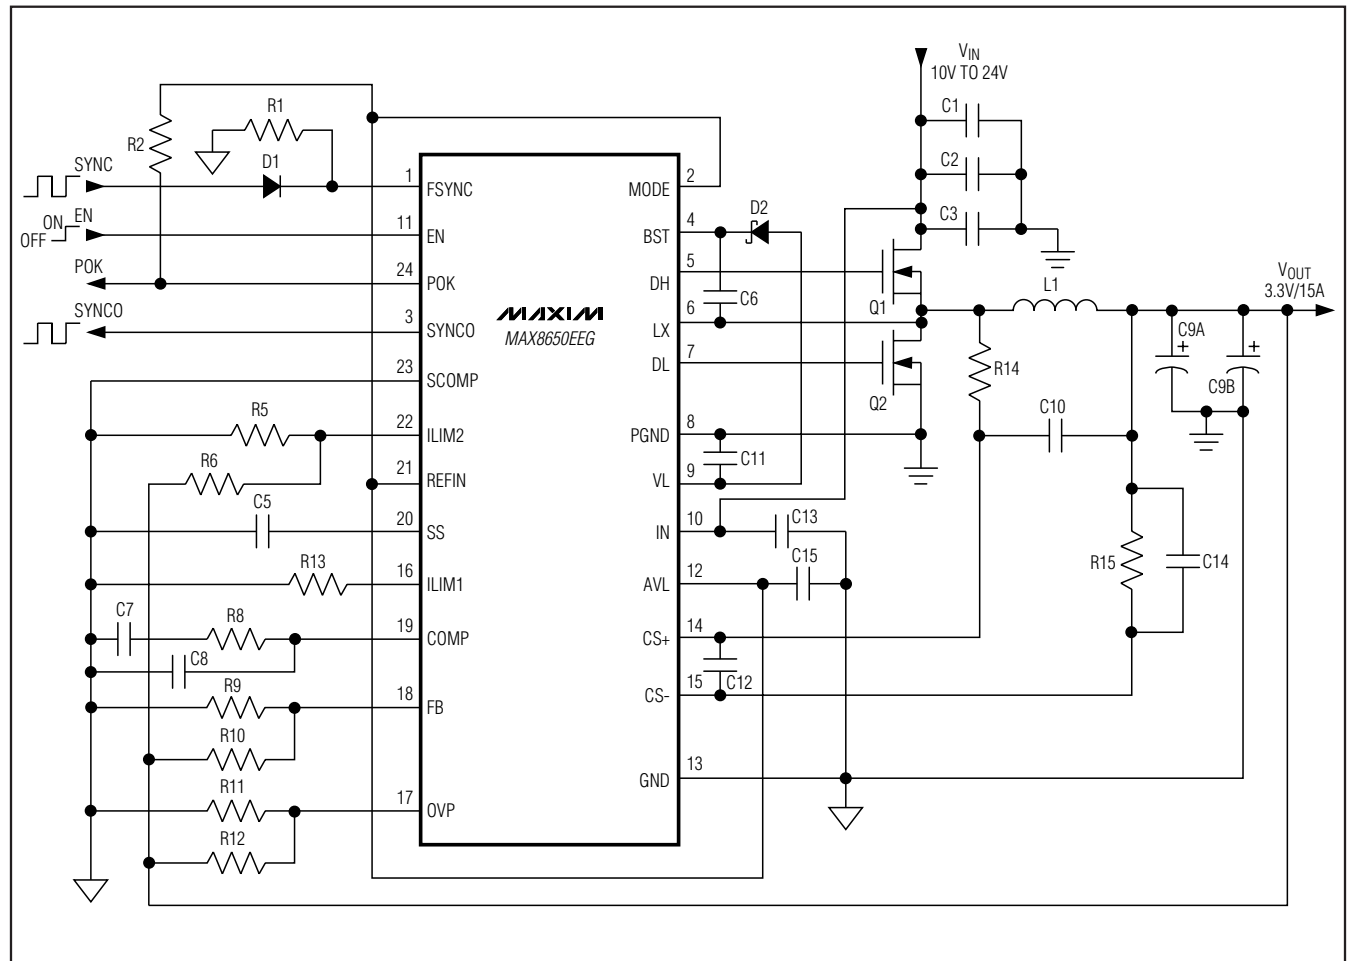 VIN
10V TO 24V
R1
R2
C1
SYNC
D1
C2
1
FSYNC
MODE
2
ON
EN
OFF
11
EN
BST
4
D2
C3
POK
24
POK
DH
5
C6
Q1
L1
VOUT
3.3V/15A
SYNCO
3
SYNCO
MAXIM
MAX8650EEG
LX
6
23
SCOMP
DL
7
Q2
R14
C9A
+
+
C9B
R5
22
ILIM2
PGND
8
C10
R6
21
REFIN
VL
9
C11
C5
20
SS
IN
10
C13
R13
16
ILIM1
AVL
12
C15
R15
C14
C7
R8
19
COMP
CS+
14
C8
C12
R9
18
FB
CS-
15
R10
GND
13
R11
17
OVP
R12